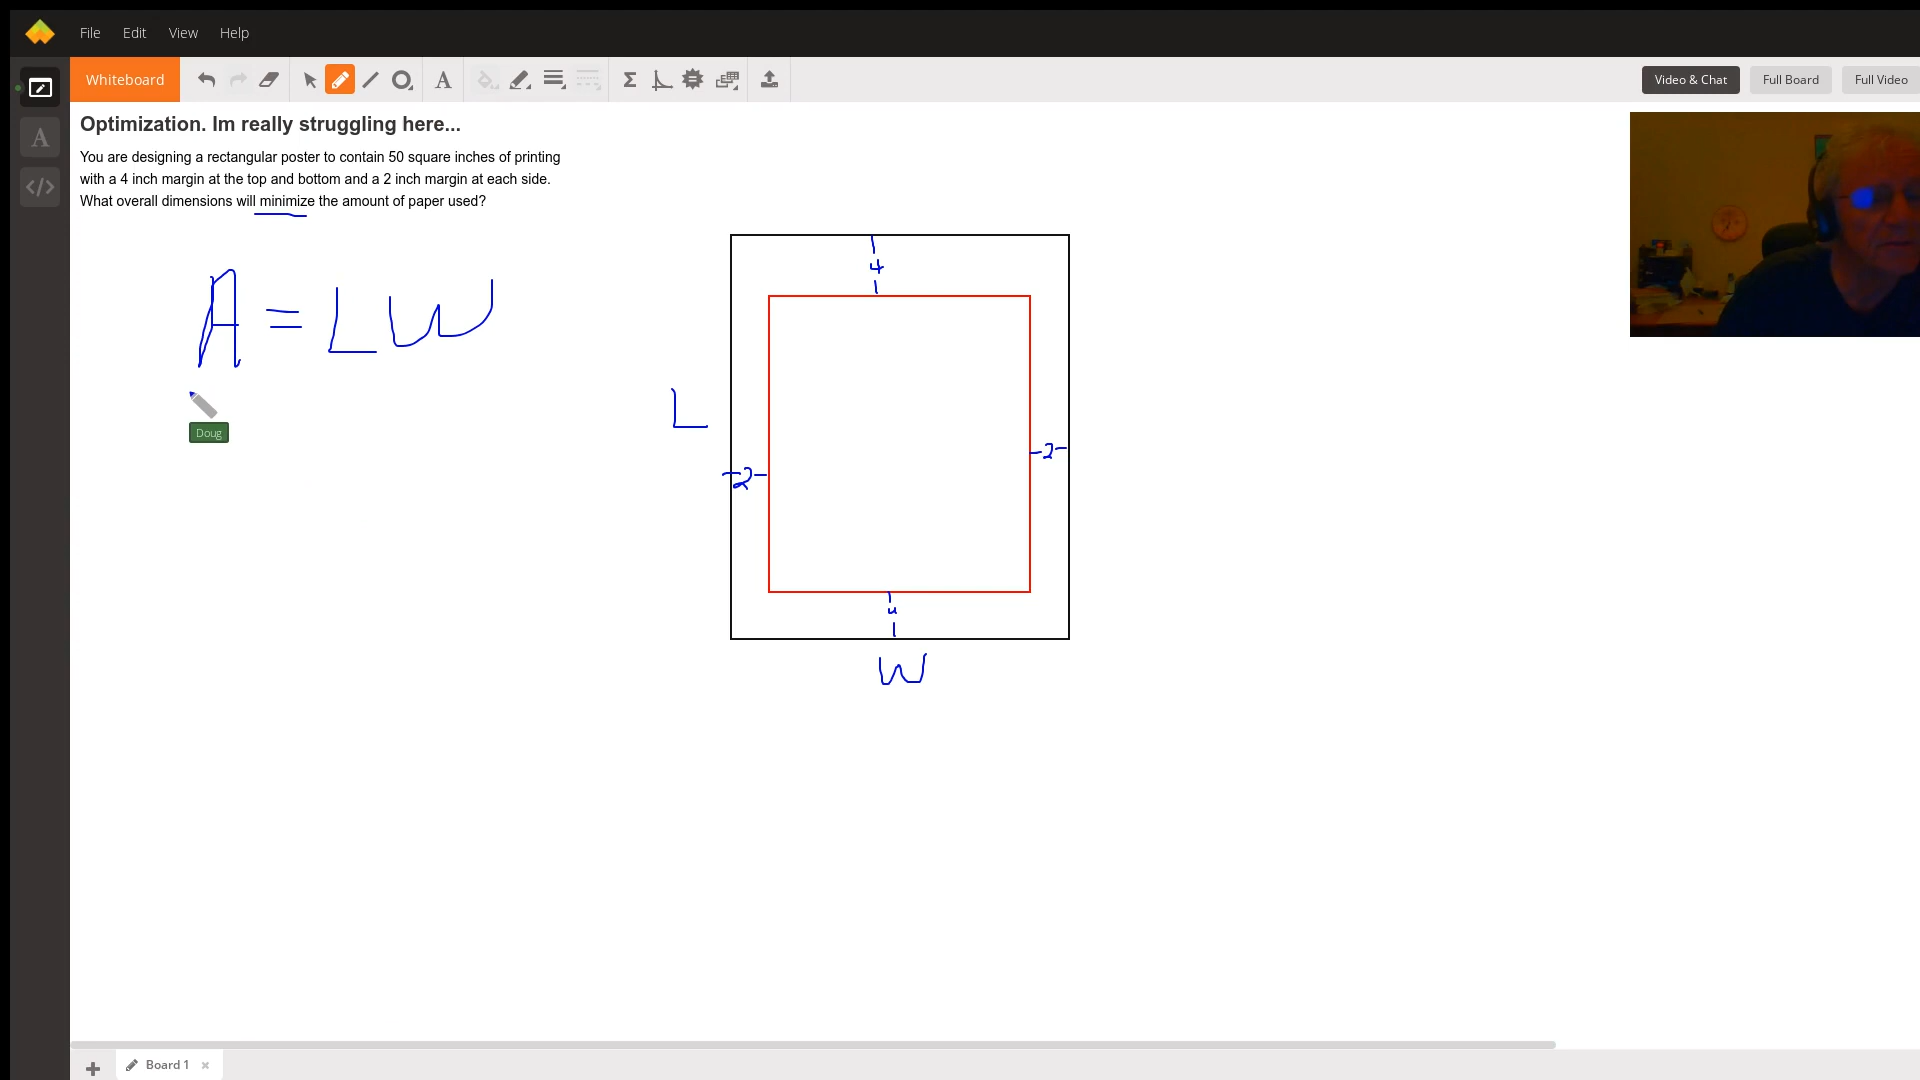 File Edit View Help
Whiteboard A Σ Video & Chat Full Board Full Video
A
</>
Optimization. Im really struggling here...
You are designing a rectangular poster to contain 50 square inches of printing
with a 4 inch margin at the top and bottom and a 2 inch margin at each side.
What overall dimensions will minimize the amount of paper used?
4
A = LW
L
2
2
Doug
4
W
Board 1